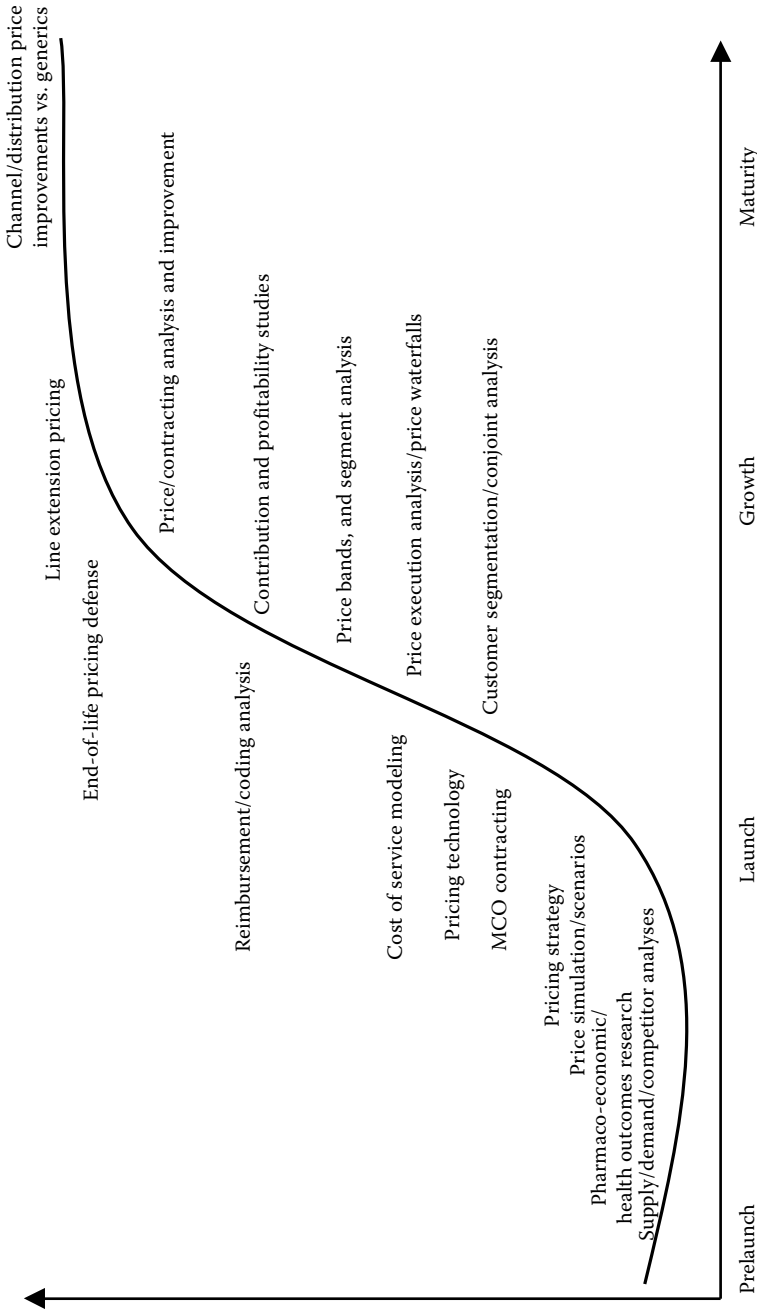 Channel/distribution price
improvements vs. generics
Line extension pricing
End-of-life pricing defense
Price/contracting analysis and improvement
Reimbursement/coding analysis
Contribution and profitability studies
Price bands, and segment analysis
Cost of service modeling
Price execution analysis/price waterfalls
Pricing technology
Customer segmentation/conjoint analysis
MCO contracting
Pricing strategy
Price simulation/scenarios
Pharmaco-economic/
health outcomes research
Supply/demand/competitor analyses
Prelaunch
Launch
Growth
Maturity